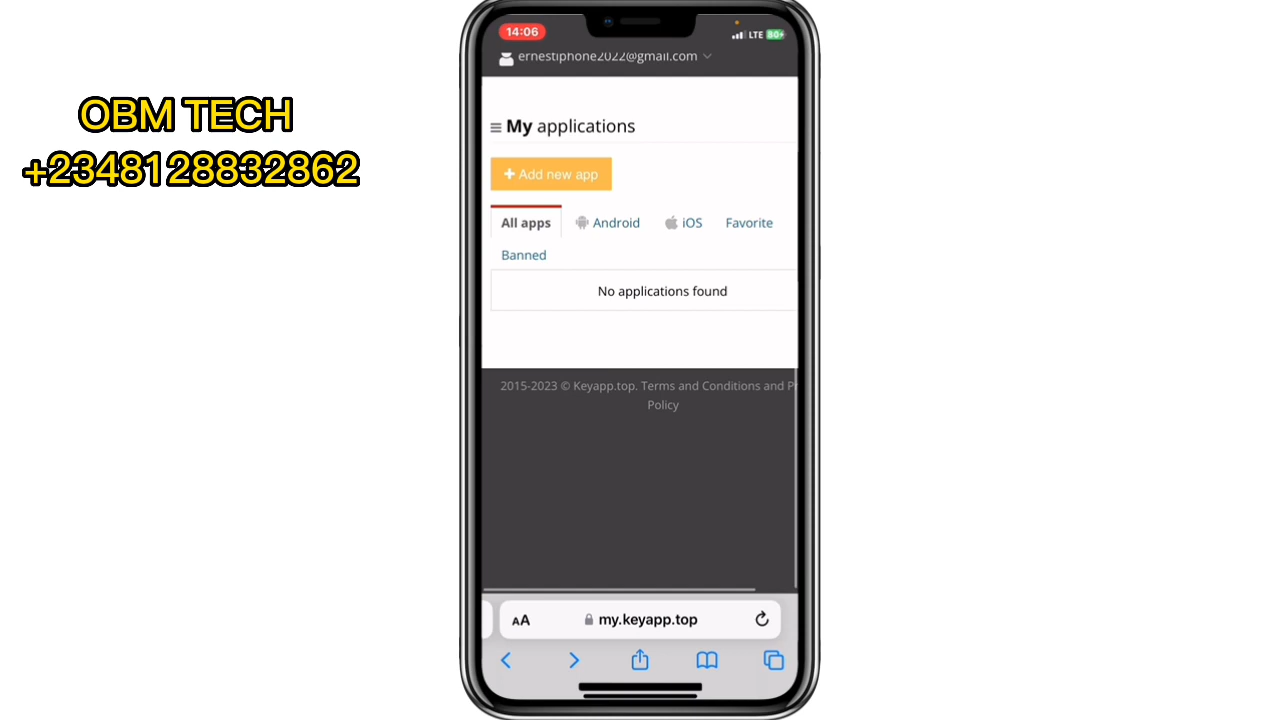 OBM TECH
+2348128832862
14:06
LTE 80+
ernestiphone2022@gmail.com
My applications
+ Add new app
All apps
Android
iOS
Favorite
Banned
No applications found
2015-2023 © Keyapp.top. Terms and Conditions and Pr
Policy
AA
my.keyapp.top